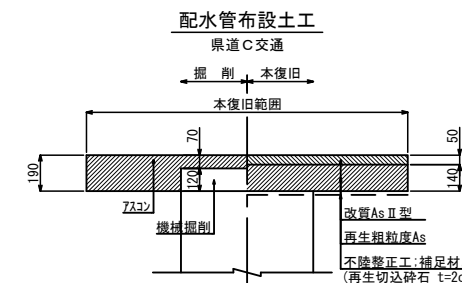 配水管布設土工
県道C交通
掘 削
本復旧
本復旧範囲
70
50
190
120
140
アスコン
機械掘削
改質AsⅡ型
再生粗粒度As
不陸整正工:補足材
(再生切込砕石 t=2c